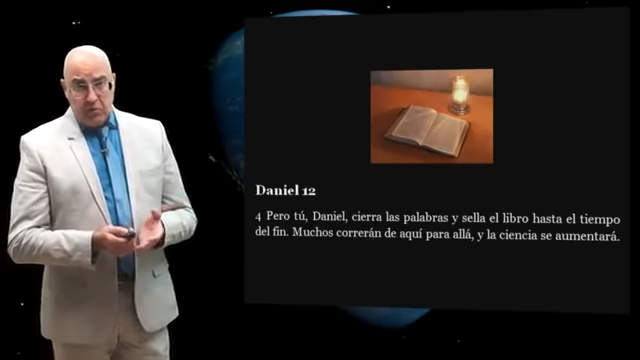 Daniel 12
4 Pero tú, Daniel, cierra las palabras y sella el libro hasta el tiempo
del fin. Muchos correrán de aquí para allá, y la ciencia se aumentará.